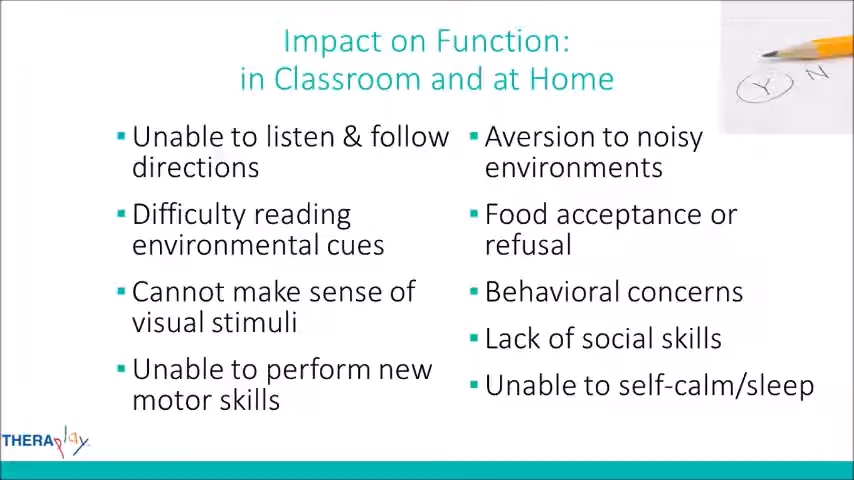 Impact on Function:
in Classroom and at Home
Y N
▪ Unable to listen & follow
directions
▪ Difficulty reading
environmental cues
▪ Cannot make sense of
visual stimuli
▪ Unable to perform new
motor skills
▪ Aversion to noisy
environments
▪ Food acceptance or
refusal
▪ Behavioral concerns
▪ Lack of social skills
▪ Unable to self-calm/sleep
THERAplay